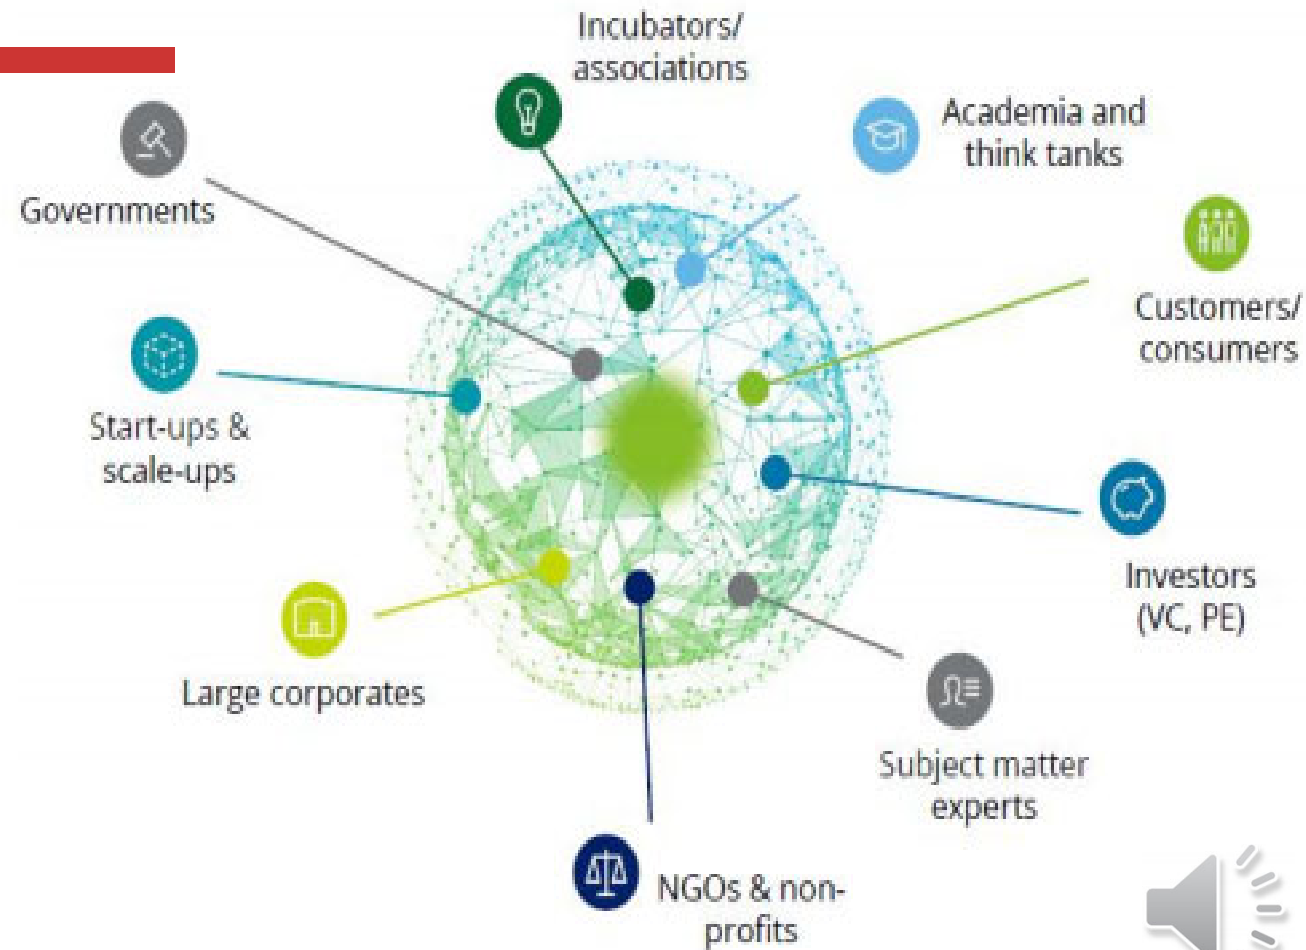 Incubators/
associations
Academia and
think tanks
Governments
Customers/
consumers
Start-ups &
scale-ups
Investors
(VC, PE)
Large corporates
Subject matter
experts
NGOs & non-
profits